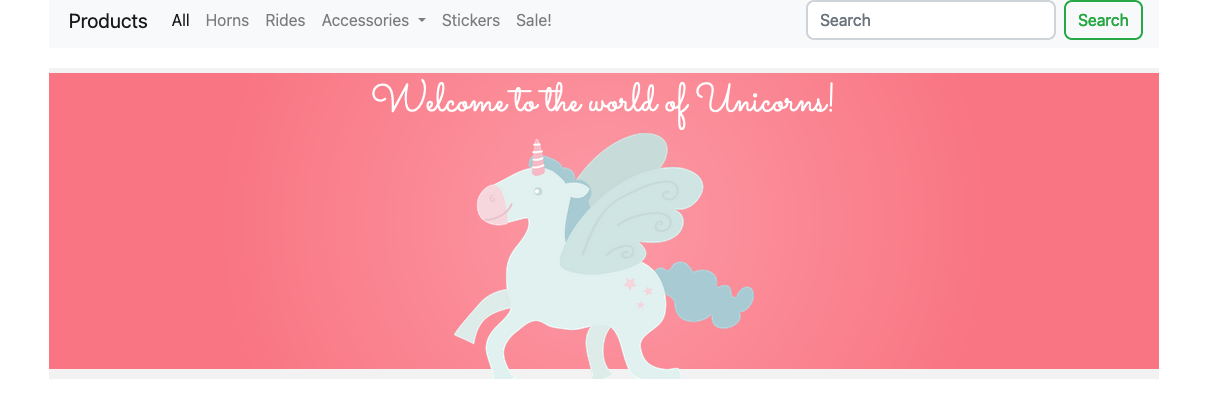 Products All Horns Rides Accessories Stickers Sale! Search Search
Welcome to the world of Unicorns!